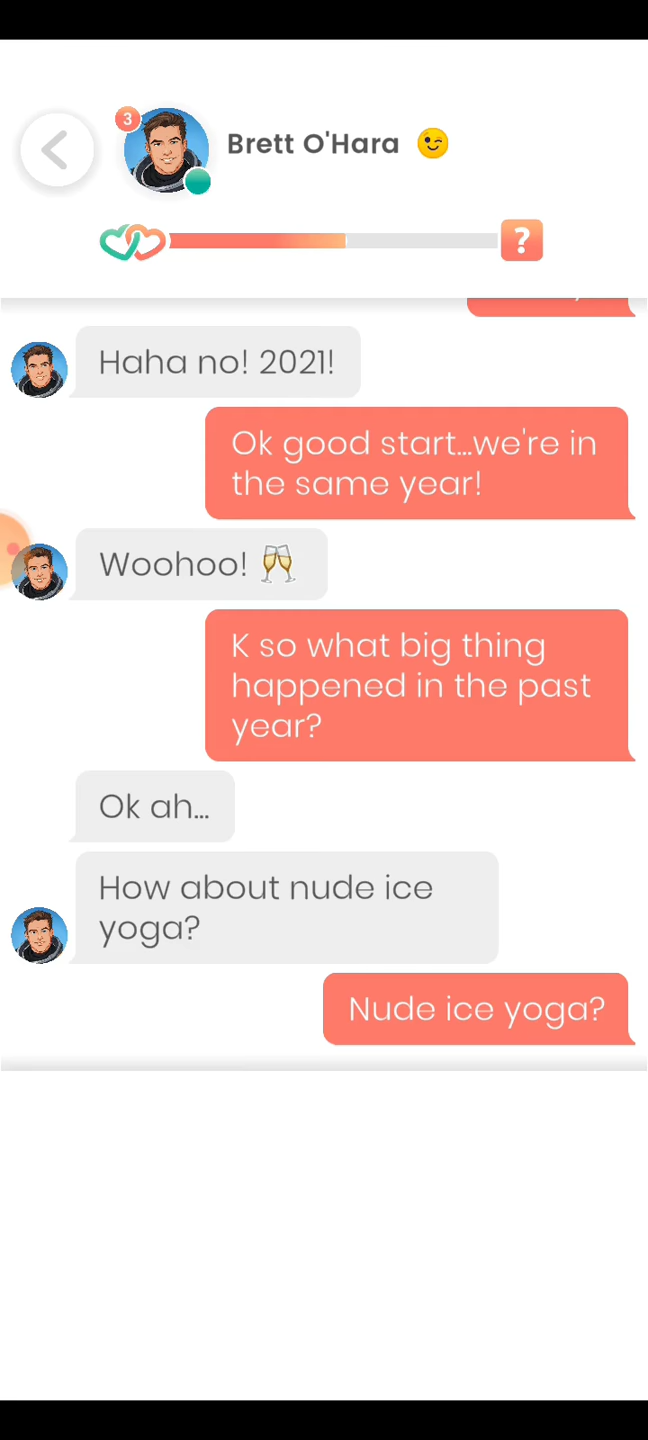 3
Brett O'Hara 😉
?
Haha no! 2021!
Ok good start...we're in
the same year!
Woohoo! 🥂
K so what big thing
happened in the past
year?
Ok ah...
How about nude ice
yoga?
Nude ice yoga?